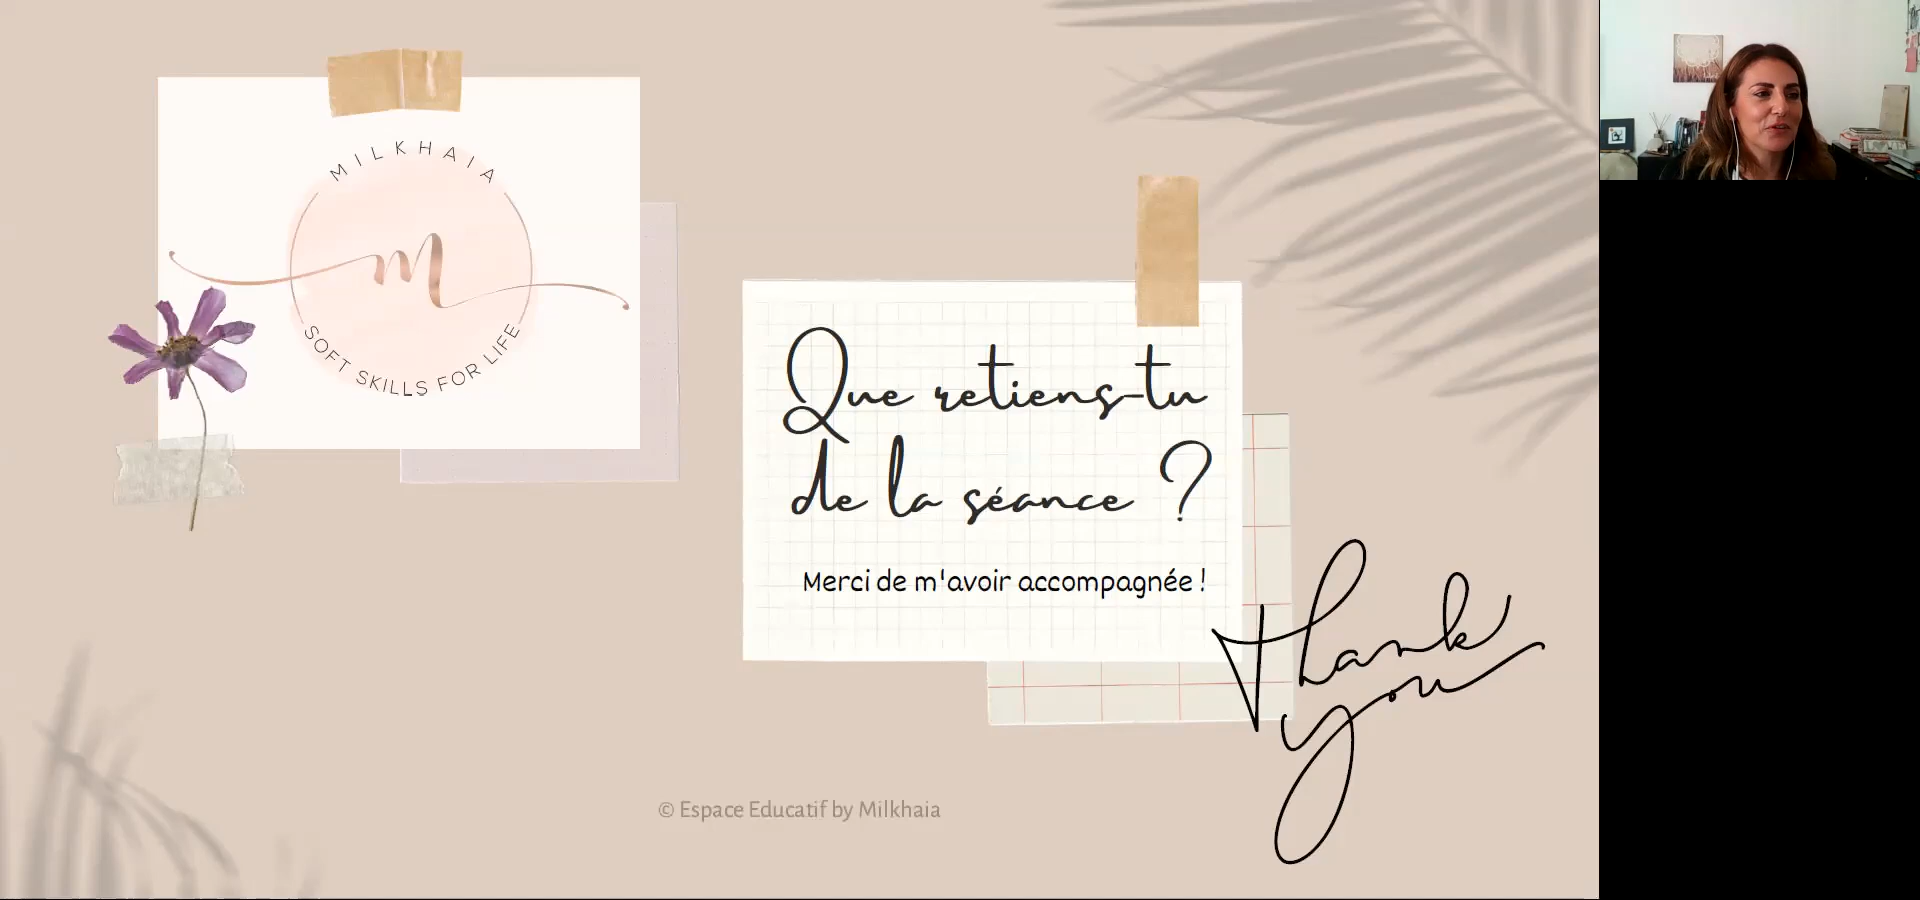 MILKHAIA
m
SOFT SKILLS FOR LIFE
Que retiens-tu
de la séance ?
Merci de m'avoir accompagnée !
Thank
you
© Espace Educatif by Milkhaia